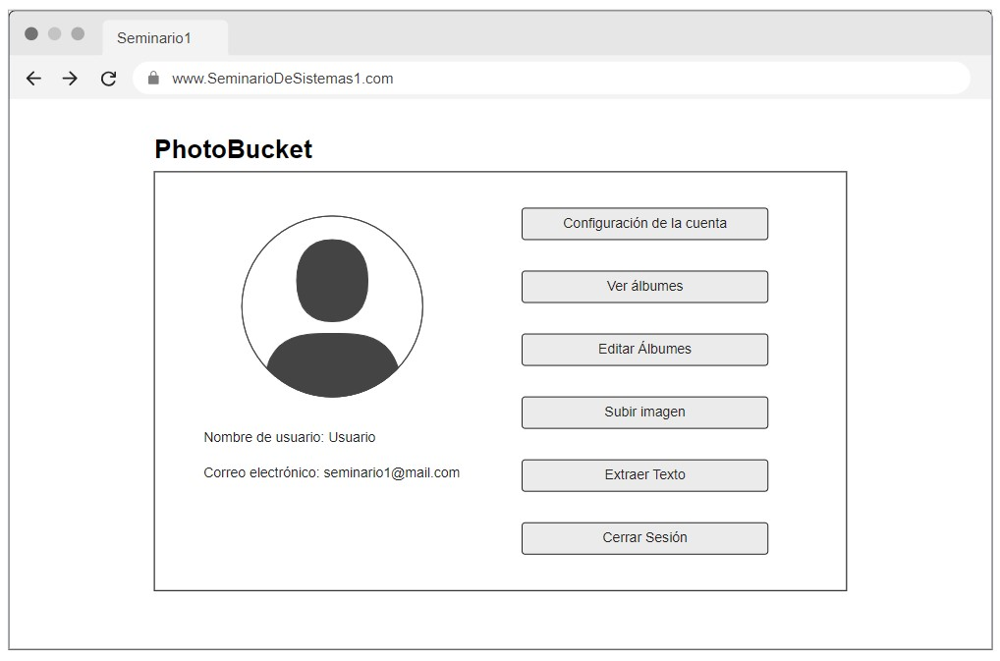 Seminario1
www.SeminarioDeSistemas1.com
PhotoBucket
Nombre de usuario: Usuario
Correo electrónico: seminario1@mail.com
Configuración de la cuenta
Ver álbumes
Editar Álbumes
Subir imagen
Extraer Texto
Cerrar Sesión